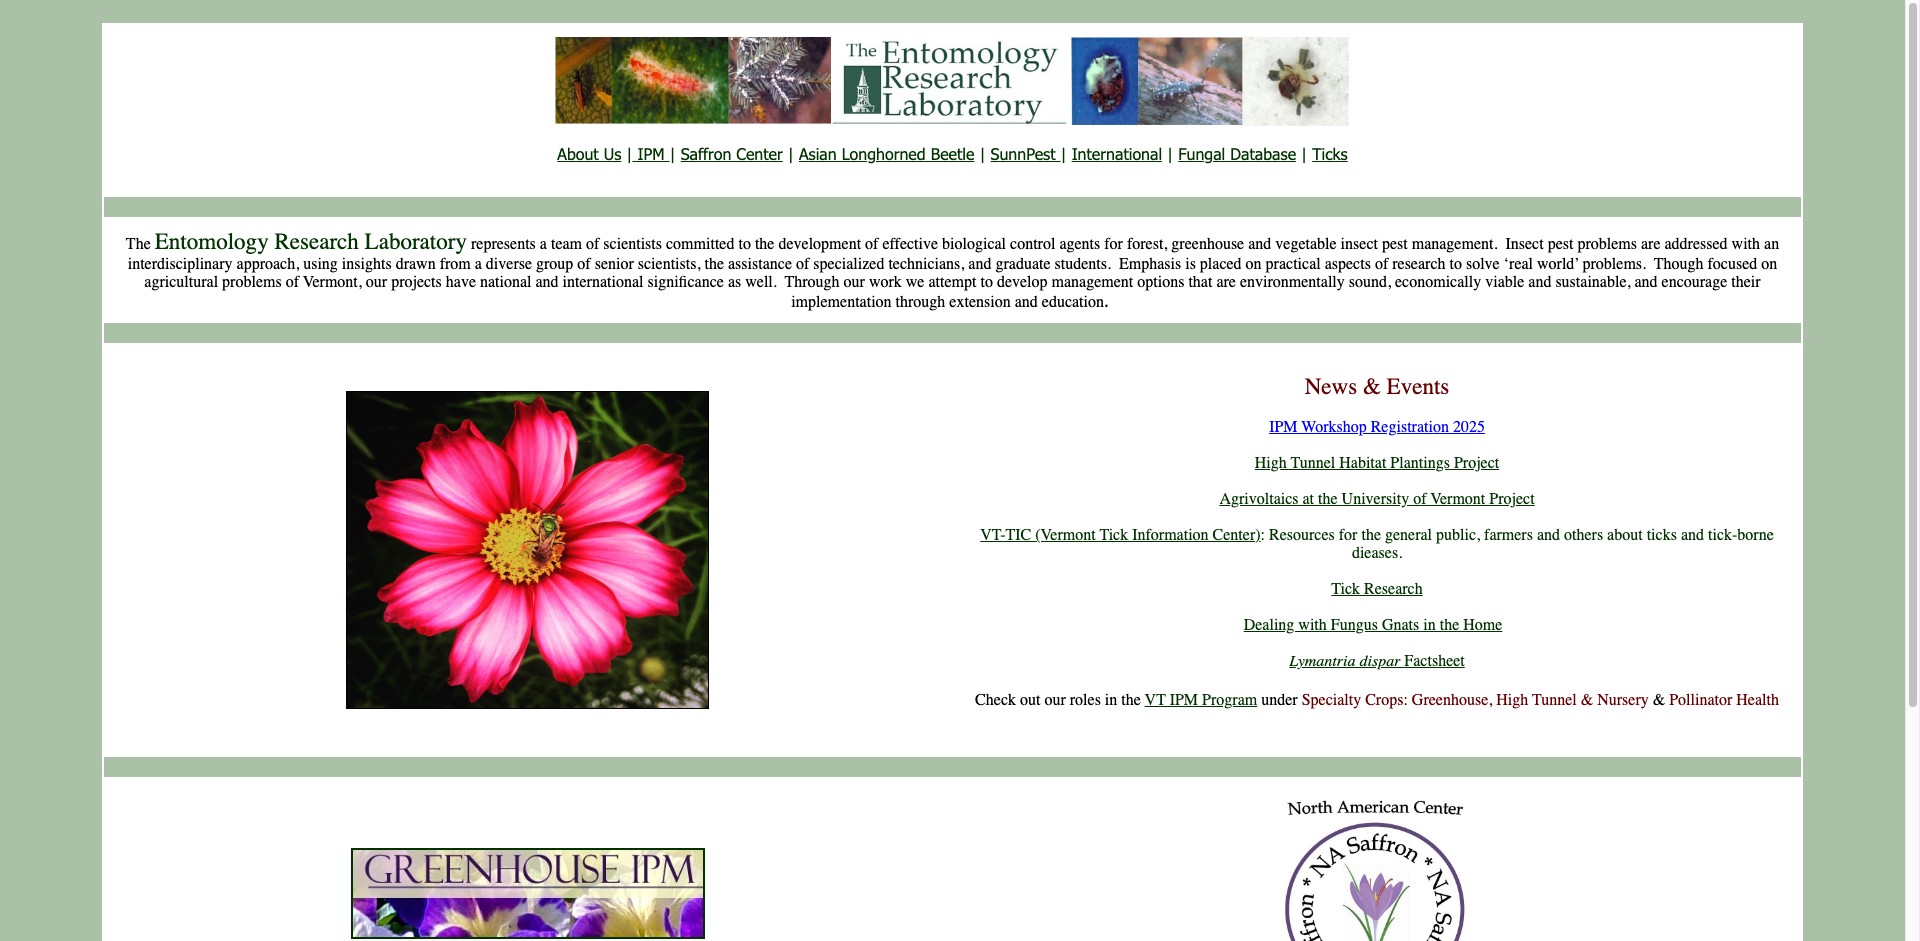 The Entomology
Research
Laboratory
About Us | IPM | Saffron Center | Asian Longhorned Beetle | SunnPest | International | Fungal Database | Ticks
The Entomology Research Laboratory represents a team of scientists committed to the development of effective biological control agents for forest, greenhouse and vegetable insect pest management.  Insect pest problems are addressed with an
interdisciplinary approach, using insights drawn from a diverse group of senior scientists, the assistance of specialized technicians, and graduate students.  Emphasis is placed on practical aspects of research to solve ‘real world’ problems.  Though focused on
agricultural problems of Vermont, our projects have national and international significance as well.  Through our work we attempt to develop management options that are environmentally sound, economically viable and sustainable, and encourage their
implementation through extension and education.
News & Events
IPM Workshop Registration 2025
High Tunnel Habitat Plantings Project
Agrivoltaics at the University of Vermont Project
VT-TIC (Vermont Tick Information Center): Resources for the general public, farmers and others about ticks and tick-borne
dieases.
Tick Research
Dealing with Fungus Gnats in the Home
Lymantria dispar Factsheet
Check out our roles in the VT IPM Program under Specialty Crops: Greenhouse, High Tunnel & Nursery & Pollinator Health
GREENHOUSE IPM
North American Center
NA Saffron * NA